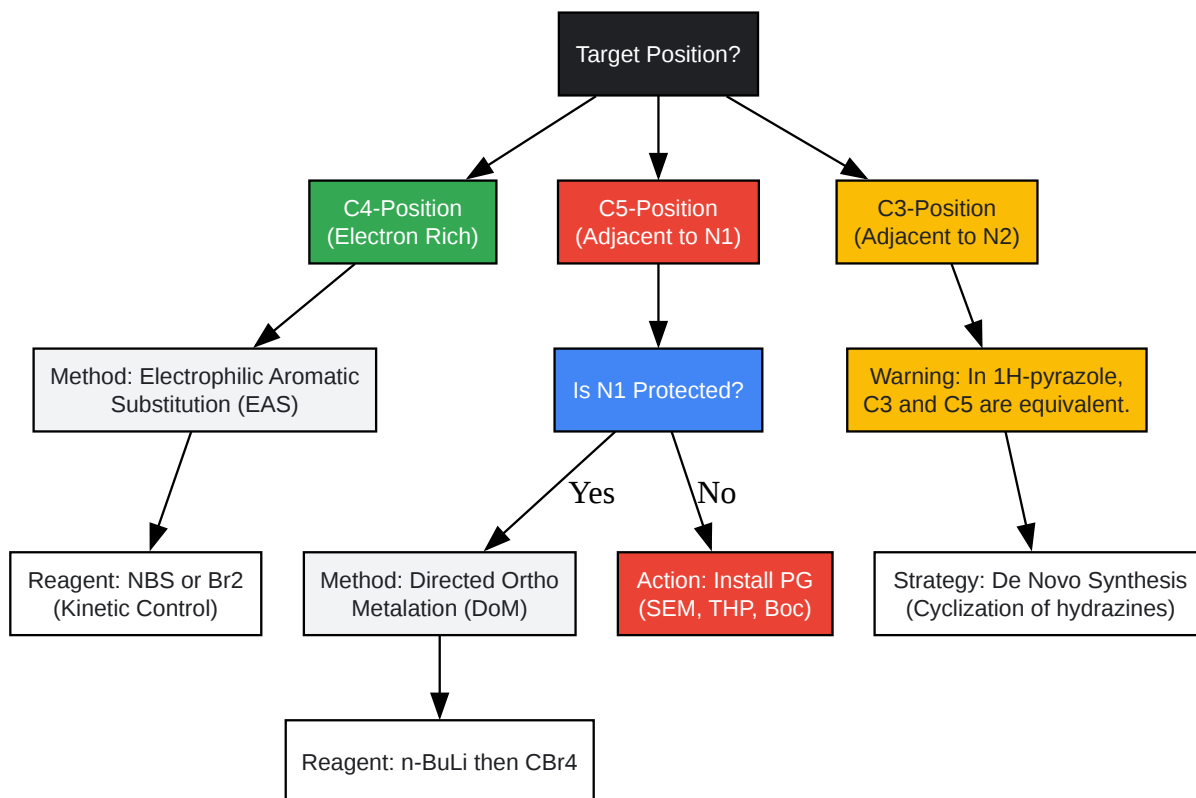 Target Position?
C4-Position
(Electron Rich)
C5-Position
(Adjacent to N1)
C3-Position
(Adjacent to N2)
Method: Electrophilic Aromatic
Substitution (EAS)
Is N1 Protected?
Warning: In 1H-pyrazole,
C3 and C5 are equivalent.
Yes
No
Reagent: NBS or Br2
(Kinetic Control)
Method: Directed Ortho
Metalation (DoM)
Action: Install PG
(SEM, THP, Boc)
Strategy: De Novo Synthesis
(Cyclization of hydrazines)
Reagent: n-BuLi then CBr4